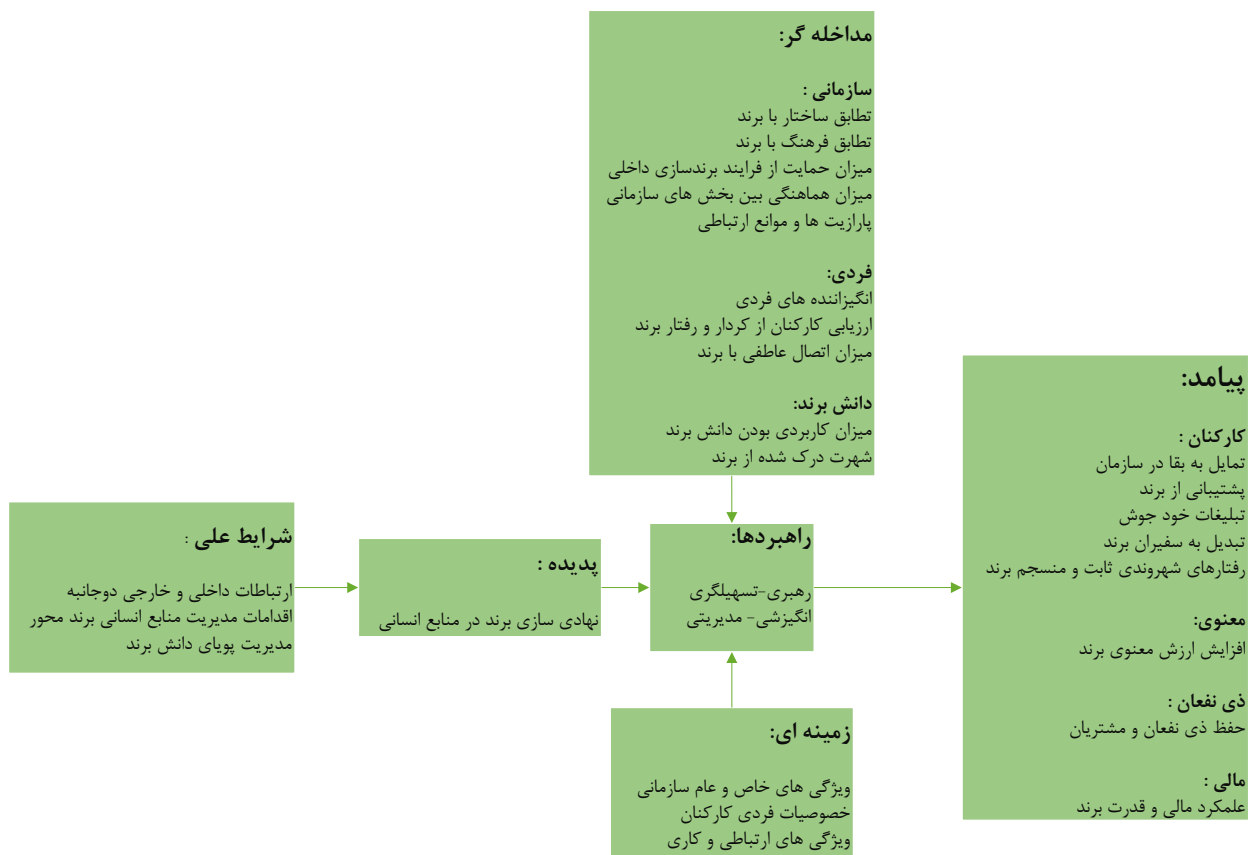 مداخله گر:
سازمانی :
تطابق ساختار با برند
تطابق فرهنگ با برند
میزان حمایت از فرایند برندسازی داخلی
میزان هماهنگی بین بخش های سازمانی
پارازیت ها و موانع ارتباطی
فردی:
انگیزاننده های فردی
ارزیابی کارکنان از کردار و رفتار برند
میزان اتصال عاطفی با برند
دانش برند:
میزان کاربردی بودن دانش برند
شهرت درک شده از برند
شرایط علی :
ارتباطات داخلی و خارجی دوجانبه
اقدامات مدیریت منابع انسانی برند محور
مدیریت پویای دانش برند
پدیده :
نهادی سازی برند در منابع انسانی
راهبردها:
رهبری-تسهیلگری
انگیزشی- مدیریتی
زمینه ای:
ویژگی های خاص و عام سازمانی
خصوصیات فردی کارکنان
ویژگی های ارتباطی و کاری
پیامد:
کارکنان :
تمایل به بقا در سازمان
پشتیبانی از برند
تبلیغات خود جوش
تبدیل به سفیران برند
رفتارهای شهروندی ثابت و منسجم برند
معنوی:
افزایش ارزش معنوی برند
ذی نفعان :
حفظ ذی نفعان و مشتریان
مالی :
علمکرد مالی و قدرت برند